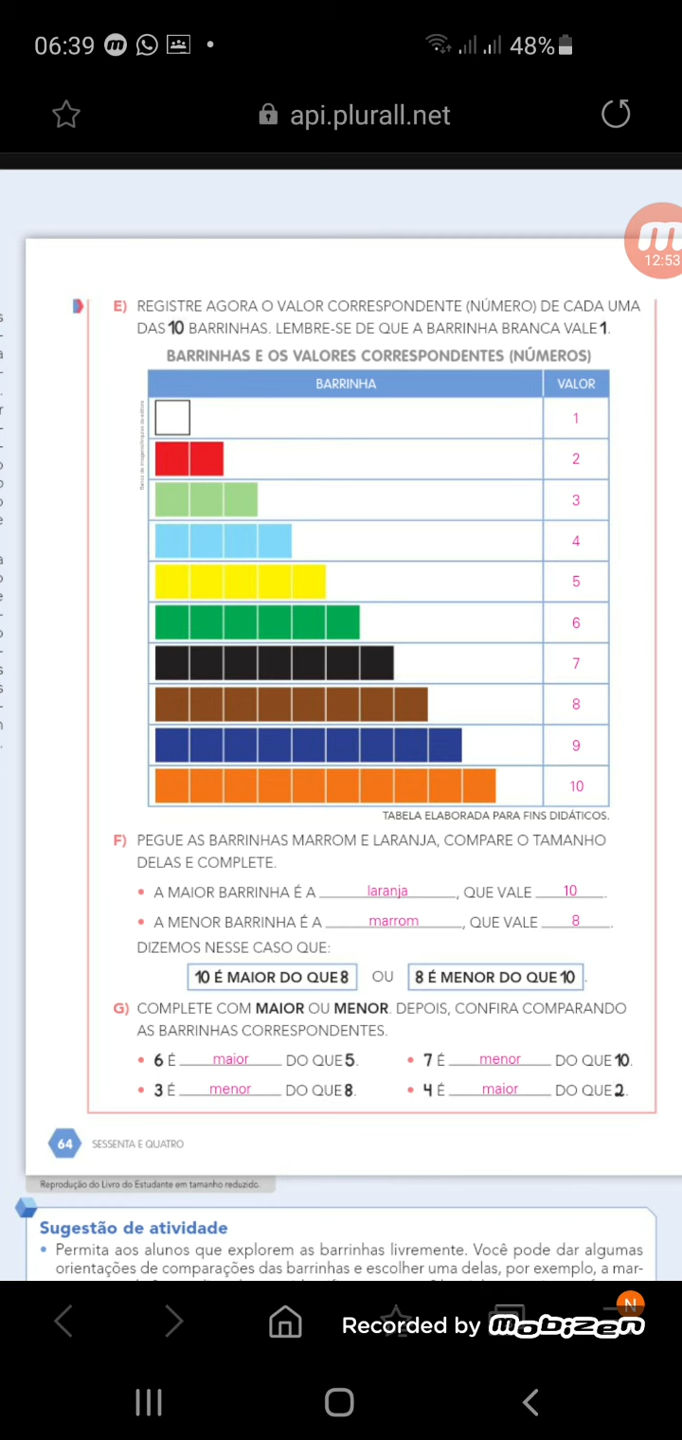 06:39
48%
api.plurall.net
12:53
E) REGISTRE AGORA O VALOR CORRESPONDENTE (NÚMERO) DE CADA UMA
DAS 10 BARRINHAS. LEMBRE-SE DE QUE A BARRINHA BRANCA VALE 1.
BARRINHAS E OS VALORES CORRESPONDENTES (NÚMEROS)
BARRINHA VALOR
1
2
3
4
5
6
7
8
9
10
TABELA ELABORADA PARA FINS DIDÁTICOS.
F) PEGUE AS BARRINHAS MARROM E LARANJA, COMPARE O TAMANHO
DELAS E COMPLETE.
• A MAIOR BARRINHA É A laranja, QUE VALE 10.
• A MENOR BARRINHA É A marrom, QUE VALE 8.
DIZEMOS NESSE CASO QUE:
10 É MAIOR DO QUE 8 OU 8 É MENOR DO QUE 10.
G) COMPLETE COM MAIOR OU MENOR. DEPOIS, CONFIRA COMPARANDO
AS BARRINHAS CORRESPONDENTES.
• 6 É maior DO QUE 5. • 7 É menor DO QUE 10.
• 3 É menor DO QUE 8. • 4 É maior DO QUE 2.
64 SESSENTA E QUATRO
Reprodução do Livro do Estudante em tamanho reduzido.
Sugestão de atividade
• Permita aos alunos que explorem as barrinhas livremente. Você pode dar algumas
orientações de comparações das barrinhas e escolher uma delas, por exemplo, a mar-
N
Recorded by mobizen